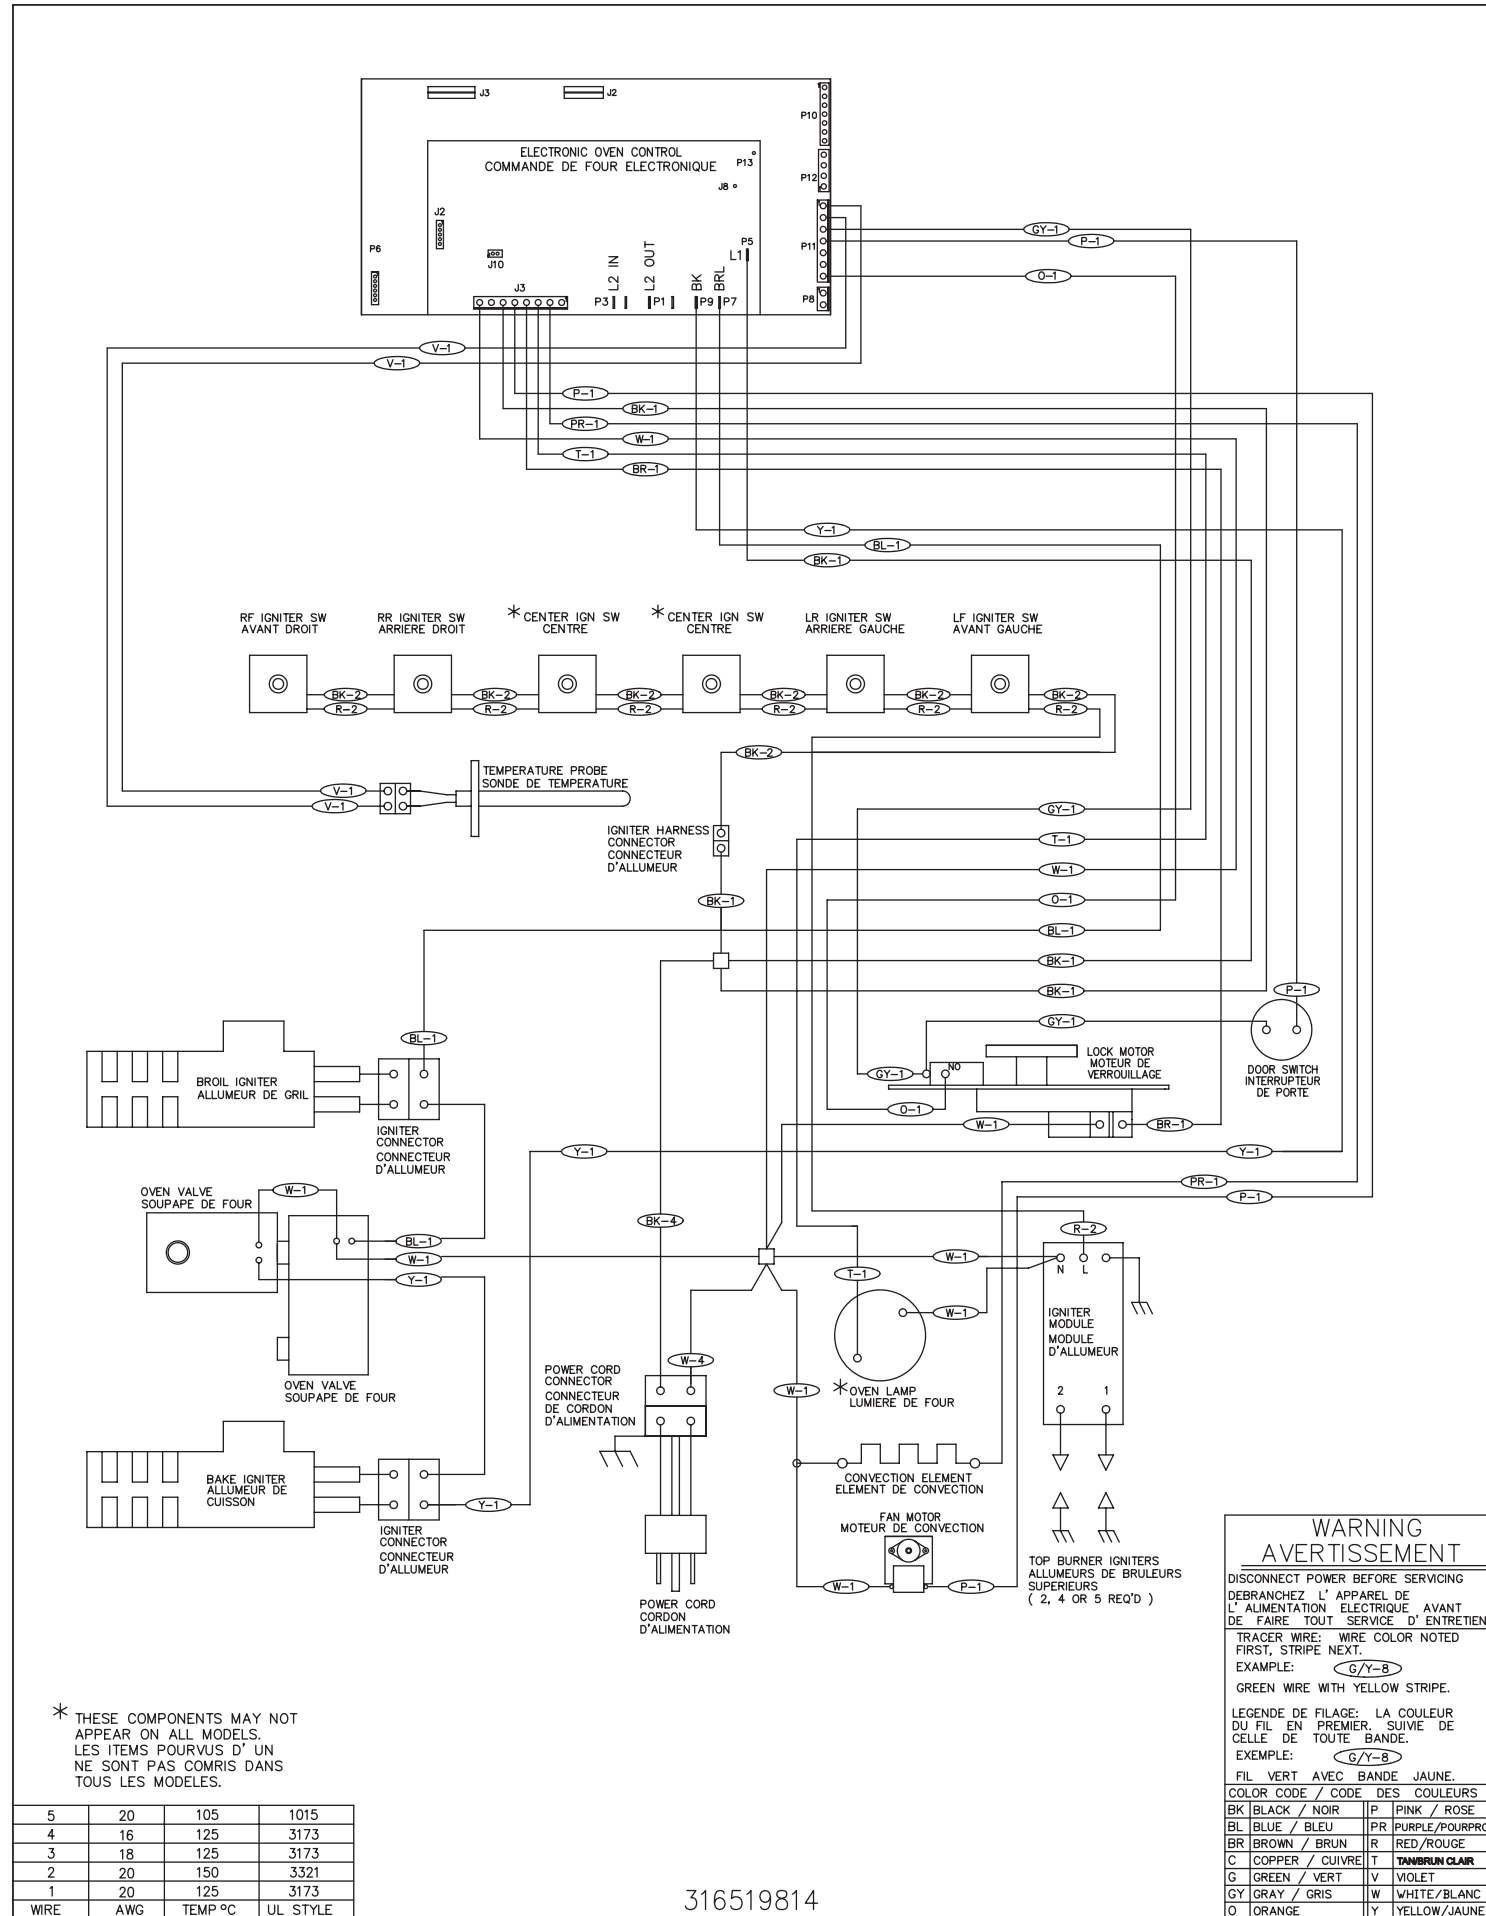 J3
J2
P10
ELECTRONIC OVEN CONTROL
COMMANDE DE FOUR ELECTRONIQUE
P13
J8
P12
J2
P6
J10
J3
L2 IN
L2 OUT
BK
BRL
L1
P5
P3
P1
P9
P7
P11
P8
GY-1
P-1
O-1
V-1
V-1
P-1
BK-1
PR-1
W-1
T-1
BR-1
Y-1
BL-1
BK-1
RF IGNITER SW
AVANT DROIT
RR IGNITER SW
ARRIERE DROIT
* CENTER IGN SW
CENTRE
* CENTER IGN SW
CENTRE
LR IGNITER SW
ARRIERE GAUCHE
LF IGNITER SW
AVANT GAUCHE
BK-2 BK-2 BK-2 BK-2 BK-2 BK-2
R-2 R-2 R-2 R-2 R-2 R-2
BK-2
TEMPERATURE PROBE
SONDE DE TEMPERATURE
V-1
V-1
IGNITER HARNESS
CONNECTOR
CONNECTEUR
D'ALLUMEUR
GY-1
T-1
W-1
BK-1
O-1
BL-1
BK-1
BK-1
P-1
GY-1
BL-1
BROIL IGNITER
ALLUMEUR DE GRIL
IGNITER
CONNECTOR
CONNECTEUR
D'ALLUMEUR
LOCK MOTOR
MOTEUR DE
VERROUILLAGE
NO
GY-1
O-1
W-1
BR-1
DOOR SWITCH
INTERRUPTEUR
DE PORTE
Y-1
Y-1
PR-1
P-1
OVEN VALVE
SOUPAPE DE FOUR
W-1
BL-1
W-1
Y-1
BK-4
W-1
R-2
N
L
T-1
W-1
IGNITER
MODULE
MODULE
D'ALLUMEUR
2
1
OVEN VALVE
SOUPAPE DE FOUR
POWER CORD
CONNECTOR
CONNECTEUR
DE CORDON
D'ALIMENTATION
W-4
W-1
* OVEN LAMP
LUMIERE DE FOUR
BAKE IGNITER
ALLUMEUR DE
CUISSON
Y-1
IGNITER
CONNECTOR
CONNECTEUR
D'ALLUMEUR
CONVECTION ELEMENT
ELEMENT DE CONVECTION
FAN MOTOR
MOTEUR DE CONVECTION
W-1
P-1
TOP BURNER IGNITERS
ALLUMEURS DE BRULEURS
SUPERIEURS
( 2, 4 OR 5 REQ'D )
POWER CORD
CORDON
D'ALIMENTATION
WARNING
AVERTISSEMENT
DISCONNECT POWER BEFORE SERVICING
DEBRANCHEZ L' APPAREL DE
L' ALIMENTATION ELECTRIQUE AVANT
DE FAIRE TOUT SERVICE D' ENTRETIEN
TRACER WIRE: WIRE COLOR NOTED
FIRST, STRIPE NEXT.
EXAMPLE: G/Y-8
GREEN WIRE WITH YELLOW STRIPE.
LEGENDE DE FILAGE: LA COULEUR
DU FIL EN PREMIER. SUIVIE DE
CELLE DE TOUTE BANDE.
EXEMPLE: G/Y-8
FIL VERT AVEC BANDE JAUNE.
COLOR CODE / CODE DES COULEURS
BK BLACK / NOIR P PINK / ROSE
BL BLUE / BLEU PR PURPLE/POURPRO
BR BROWN / BRUN R RED/ROUGE
C COPPER / CUIVRE T TAN/BRUN CLAIR
G GREEN / VERT V VIOLET
GY GRAY / GRIS W WHITE/BLANC
O ORANGE Y YELLOW/JAUNE
* THESE COMPONENTS MAY NOT
APPEAR ON ALL MODELS.
LES ITEMS POURVUS D' UN
NE SONT PAS COMRIS DANS
TOUS LES MODELES.
5 20 105 1015
4 16 125 3173
3 18 125 3173
2 20 150 3321
1 20 125 3173
WIRE AWG TEMP °C UL STYLE
316519814